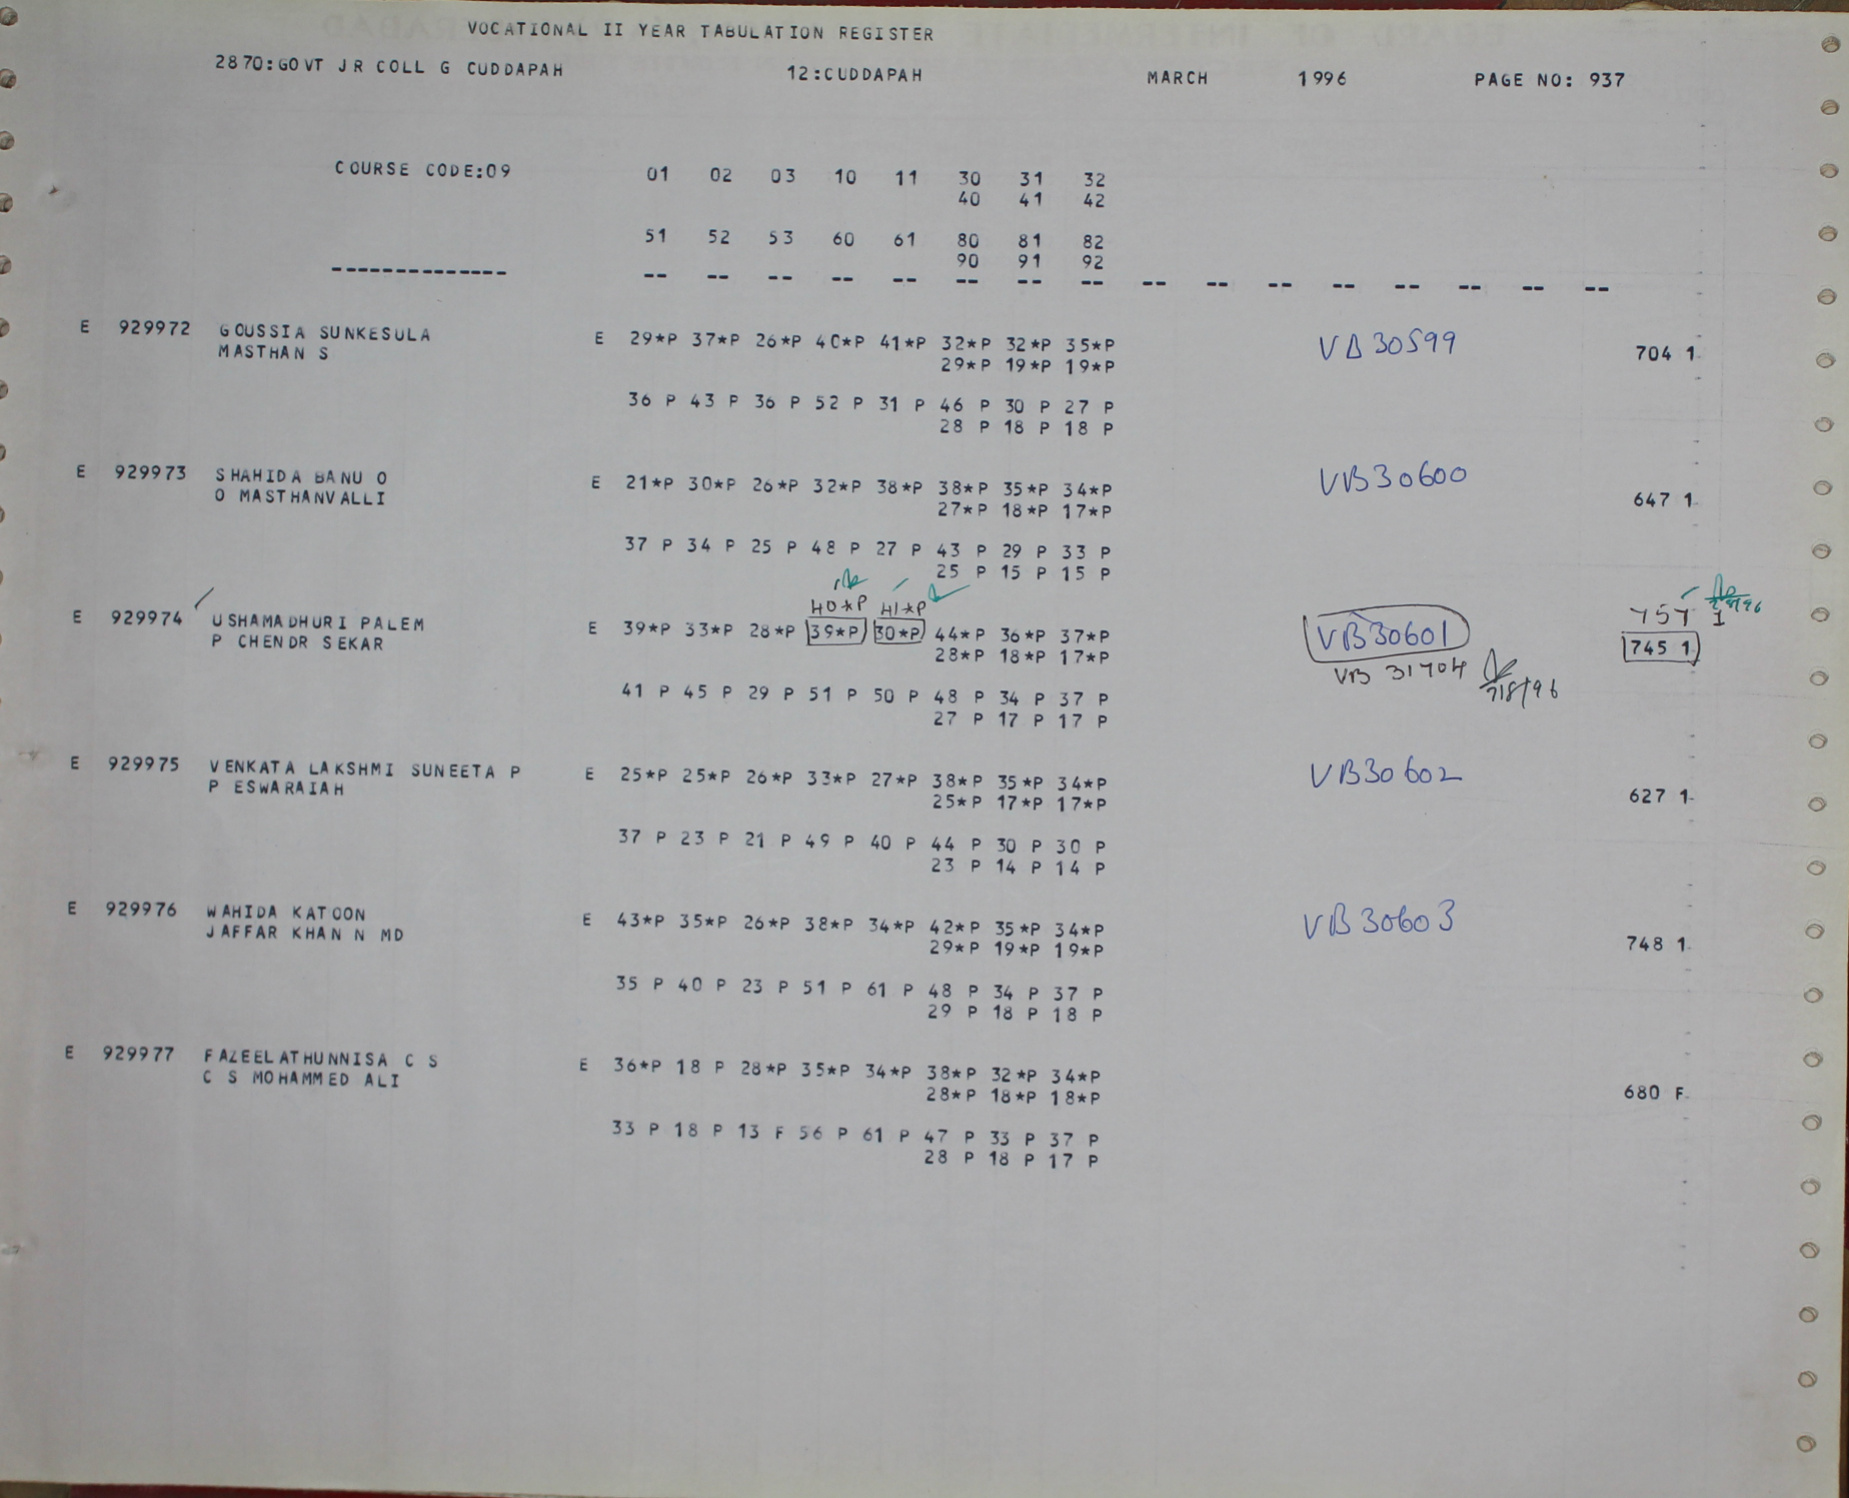 VOCATIONAL II YEAR TABULATION REGISTER
2870:GOVT JR COLL G CUDDAPAH 12:CUDDAPAH MARCH 1996 PAGE NO: 937
COURSE CODE:09 01 02 03 10 11 30 31 32
40 41 42
51 52 53 60 61 80 81 82
90 91 92
-------------- -- -- -- -- -- -- -- -- -- -- -- -- -- -- -- --
E 929972 GOUSSIA SUNKESULA E 29*P 37*P 26*P 40*P 41*P 32*P 32*P 35*P VB30599 704 1
MASTHAN S 29*P 19*P 19*P
36 P 43 P 36 P 52 P 31 P 46 P 30 P 27 P
28 P 18 P 18 P
E 929973 SHAHIDA BANU O E 21*P 30*P 26*P 32*P 38*P 38*P 35*P 34*P VB30600 647 1
O MASTHANVALLI 27*P 18*P 17*P
37 P 34 P 25 P 48 P 27 P 43 P 29 P 33 P
25 P 15 P 15 P
40*P 41*P 757 1
E 929974 USHAMADHURI PALEM E 39*P 33*P 28*P 39*P 30*P 44*P 36*P 37*P VB30601 745 1
P CHENDR SEKAR 28*P 18*P 17*P VB 31704 7/8/96
41 P 45 P 29 P 51 P 50 P 48 P 34 P 37 P
27 P 17 P 17 P
E 929975 VENKATA LAKSHMI SUNEETA P E 25*P 25*P 26*P 33*P 27*P 38*P 35*P 34*P VB30602 627 1
P ESWARAIAH 25*P 17*P 17*P
37 P 23 P 21 P 49 P 40 P 44 P 30 P 30 P
23 P 14 P 14 P
E 929976 WAHIDA KATOON E 43*P 35*P 26*P 38*P 34*P 42*P 35*P 34*P VB30603 748 1
JAFFAR KHAN N MD 29*P 19*P 19*P
35 P 40 P 23 P 51 P 61 P 48 P 34 P 37 P
29 P 18 P 18 P
E 929977 FAZEELATHUNNISA C S E 36*P 18 P 28*P 35*P 34*P 38*P 32*P 34*P 680 F
C S MOHAMMED ALI 28*P 18*P 18*P
33 P 18 P 13 F 56 P 61 P 47 P 33 P 37 P
28 P 18 P 17 P